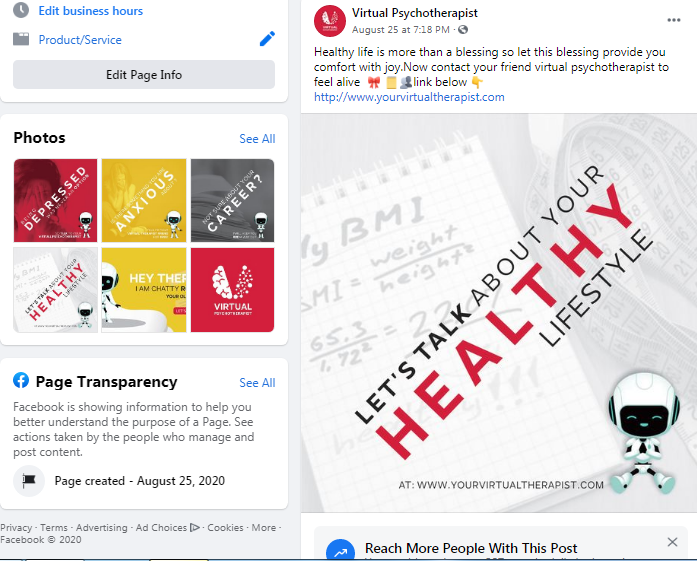 Edit business hours
Product/Service
Edit Page Info
Photos
See All
DEPRESSED
ANXIOUS
NOT SURE ABOUT YOUR
CAREER?
LET'S TALK ABOUT YOUR
HEALTHY
LIFESTYLE
HEY THER
I AM CHATTY
VIRTUAL
PSYCHOTHERAPIST
Page Transparency
See All
Facebook is showing information to help you
better understand the purpose of a Page. See
actions taken by the people who manage and
post content.
Page created - August 25, 2020
Privacy · Terms · Advertising · Ad Choices · Cookies · More ·
Facebook © 2020
Virtual Psychotherapist
August 25 at 7:18 PM ·
Healthy life is more than a blessing so let this blessing provide you
comfort with joy.Now contact your friend virtual psychotherapist to
feel alive 🎀 📒👥link below 👇
http://www.yourvirtualtherapist.com
BMI
BMI = weight
height²
65.3
1.72²
LET'S TALK ABOUT YOUR
HEALTHY
LIFESTYLE
AT: WWW.YOURVIRTUALTHERAPIST.COM
Reach More People With This Post